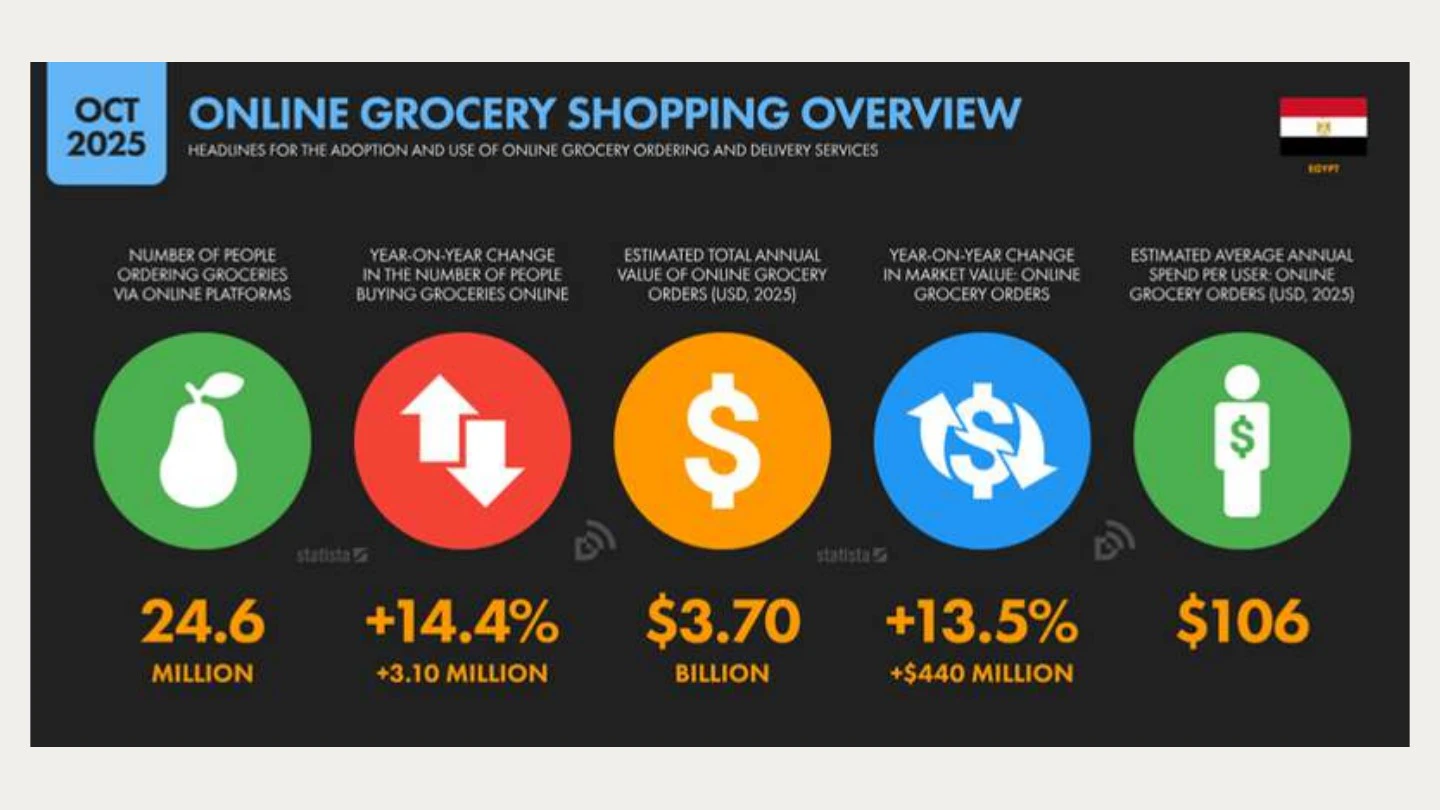 OCT
2025
ONLINE GROCERY SHOPPING OVERVIEW
HEADLINES FOR THE ADOPTION AND USE OF ONLINE GROCERY ORDERING AND DELIVERY SERVICES
EGYPT
NUMBER OF PEOPLE
ORDERING GROCERIES
VIA ONLINE PLATFORMS
YEAR-ON-YEAR CHANGE
IN THE NUMBER OF PEOPLE
BUYING GROCERIES ONLINE
ESTIMATED TOTAL ANNUAL
VALUE OF ONLINE GROCERY
ORDERS (USD, 2025)
YEAR-ON-YEAR CHANGE
IN MARKET VALUE: ONLINE
GROCERY ORDERS
ESTIMATED AVERAGE ANNUAL
SPEND PER USER: ONLINE
GROCERY ORDERS (USD, 2025)
$
$
$
statista
statista
24.6
MILLION
+14.4%
+3.10 MILLION
$3.70
BILLION
+13.5%
+$440 MILLION
$106